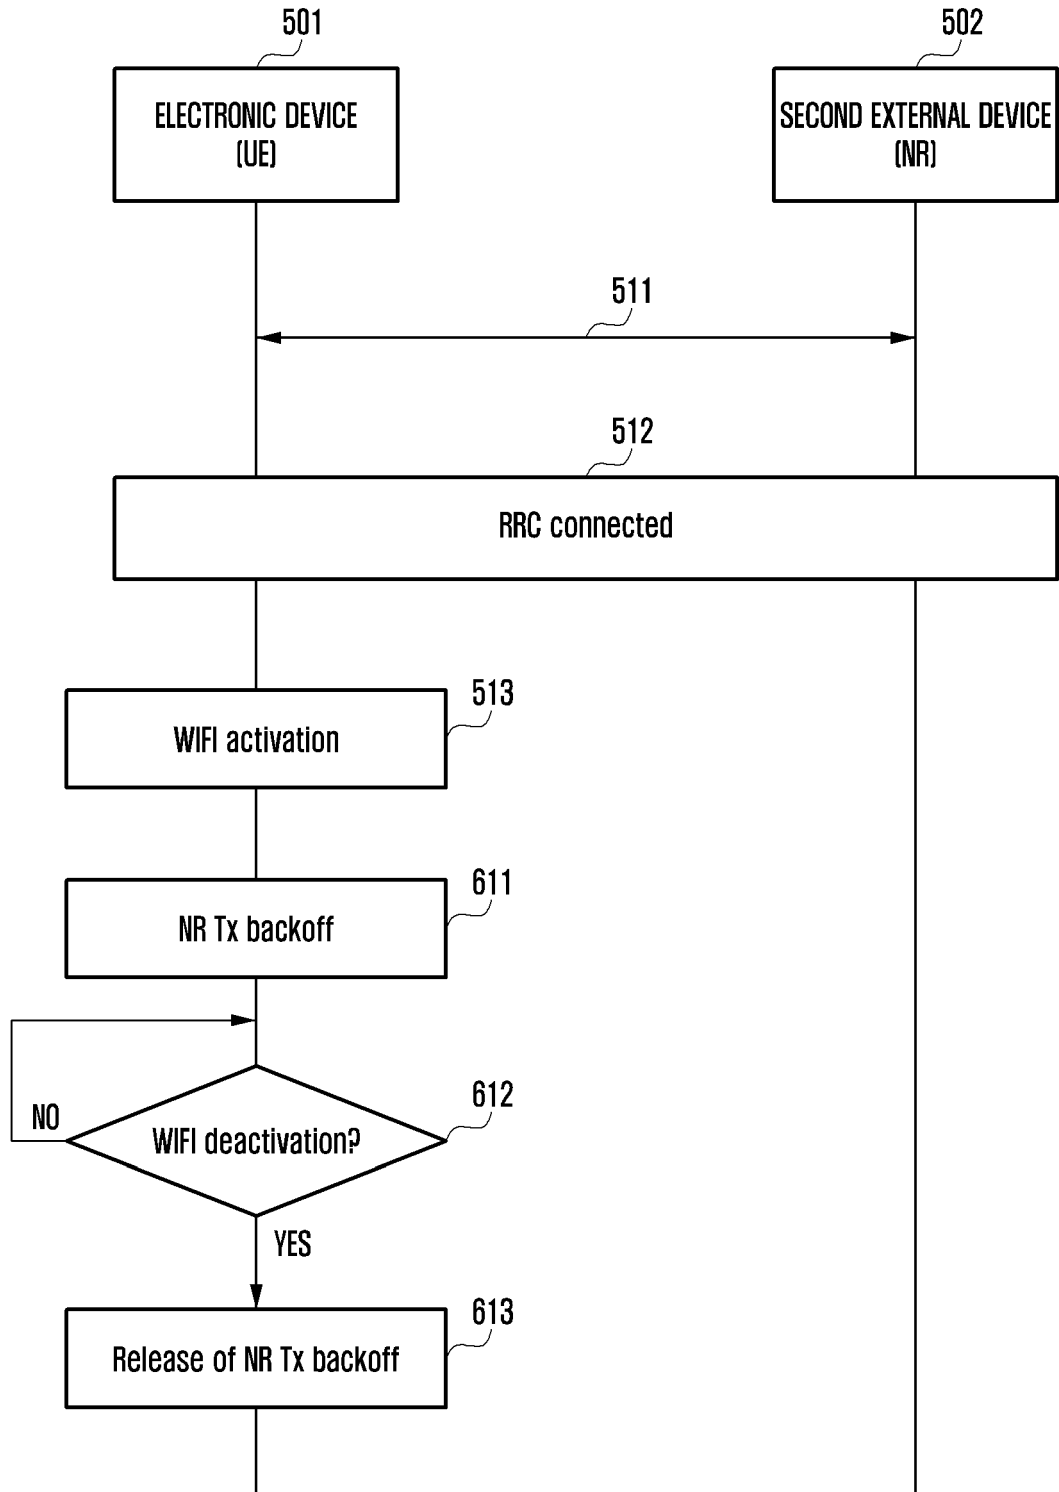 501
502
ELECTRONIC DEVICE
(UE)
SECOND EXTERNAL DEVICE
(NR)
511
512
RRC connected
513
WIFI activation
611
NR Tx backoff
612
NO
WIFI deactivation?
YES
613
Release of NR Tx backoff